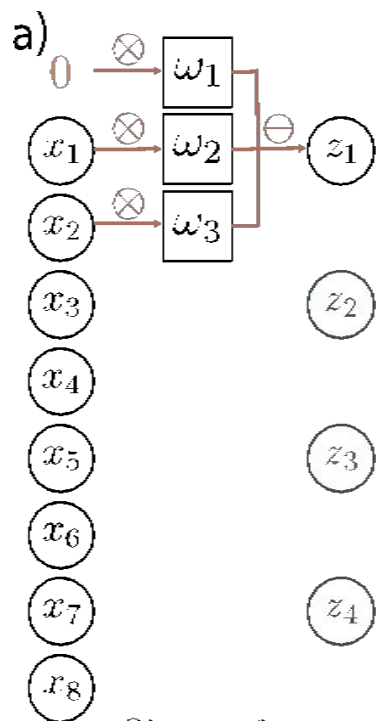 a)
0 ⊗ ω₁
x₁ ⊗ ω₂ ⊖ z₁
x₂ ⊗ ω₃
x₃ z₂
x₄
x₅ z₃
x₆
x₇ z₄
x₈